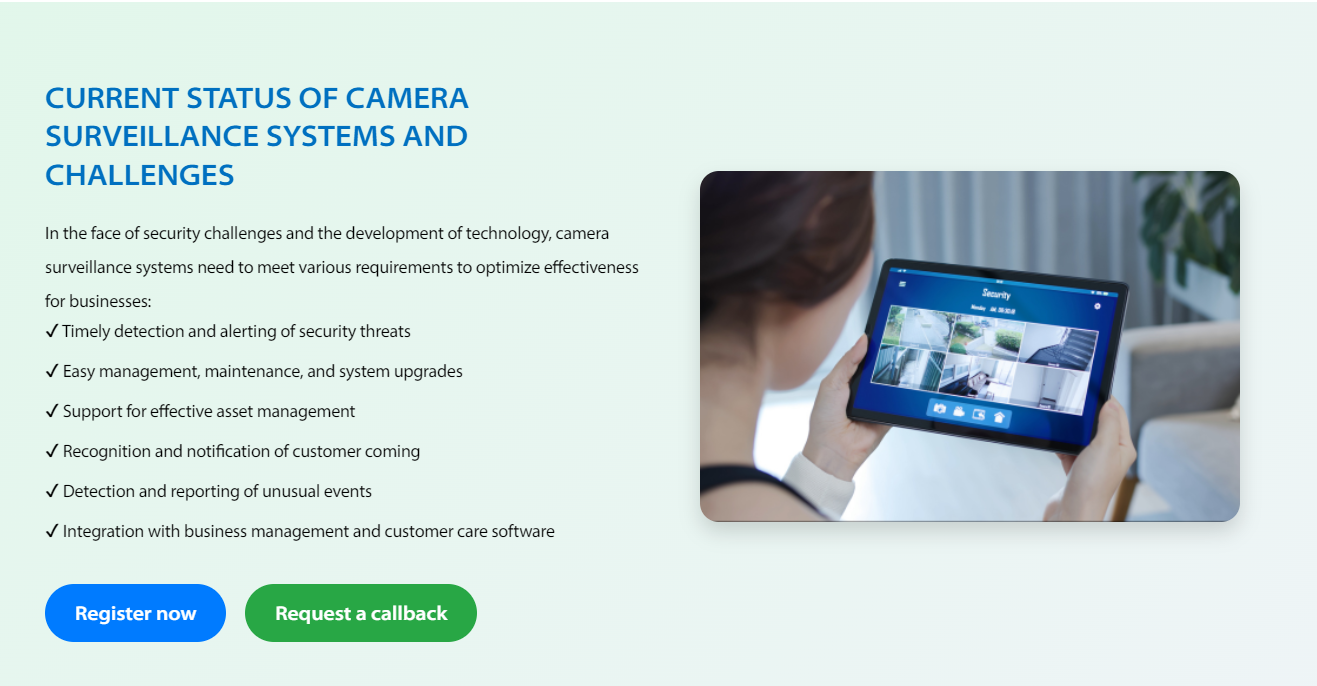 CURRENT STATUS OF CAMERA
SURVEILLANCE SYSTEMS AND
CHALLENGES
In the face of security challenges and the development of technology, camera
surveillance systems need to meet various requirements to optimize effectiveness
for businesses:
✓ Timely detection and alerting of security threats
✓ Easy management, maintenance, and system upgrades
✓ Support for effective asset management
✓ Recognition and notification of customer coming
✓ Detection and reporting of unusual events
✓ Integration with business management and customer care software
Security
Monday
Register now
Request a callback